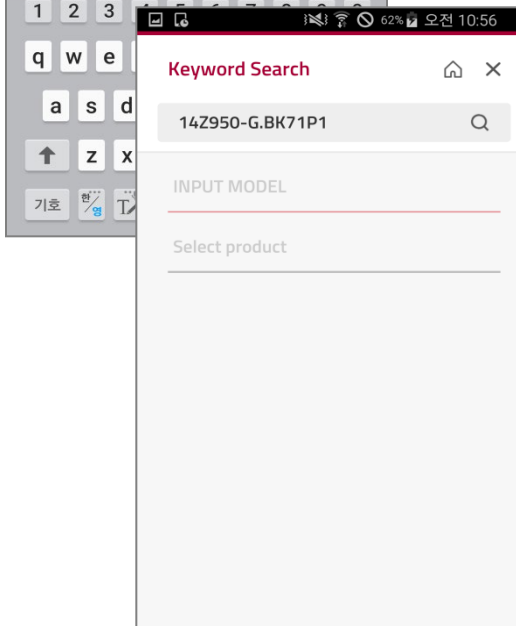 1 2 3
q w e
a s d
z x
기호 한/영 T
62% 오전 10:56
Keyword Search
14Z950-G.BK71P1
INPUT MODEL
Select product